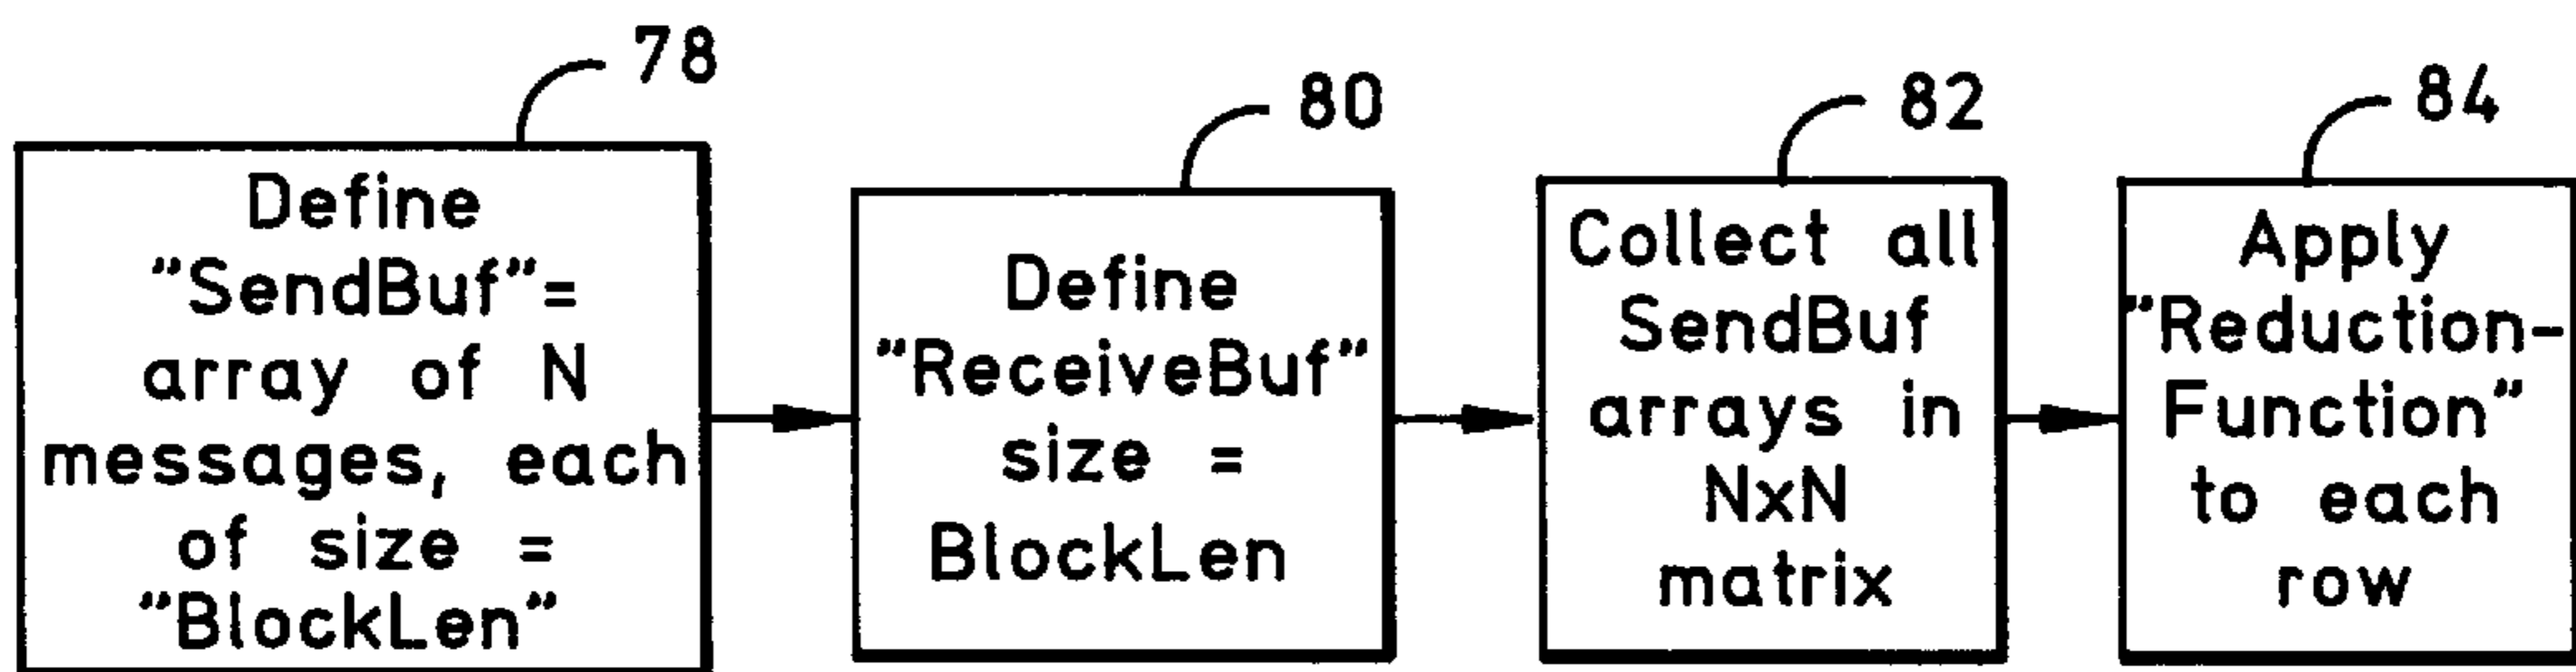 78
Define
"SendBuf"=
array of N
messages, each
of size =
"BlockLen"
80
Define
"ReceiveBuf"
size =
BlockLen
82
Collect all
SendBuf
arrays in
NxN
matrix
84
Apply
"Reduction-
Function"
to each
row